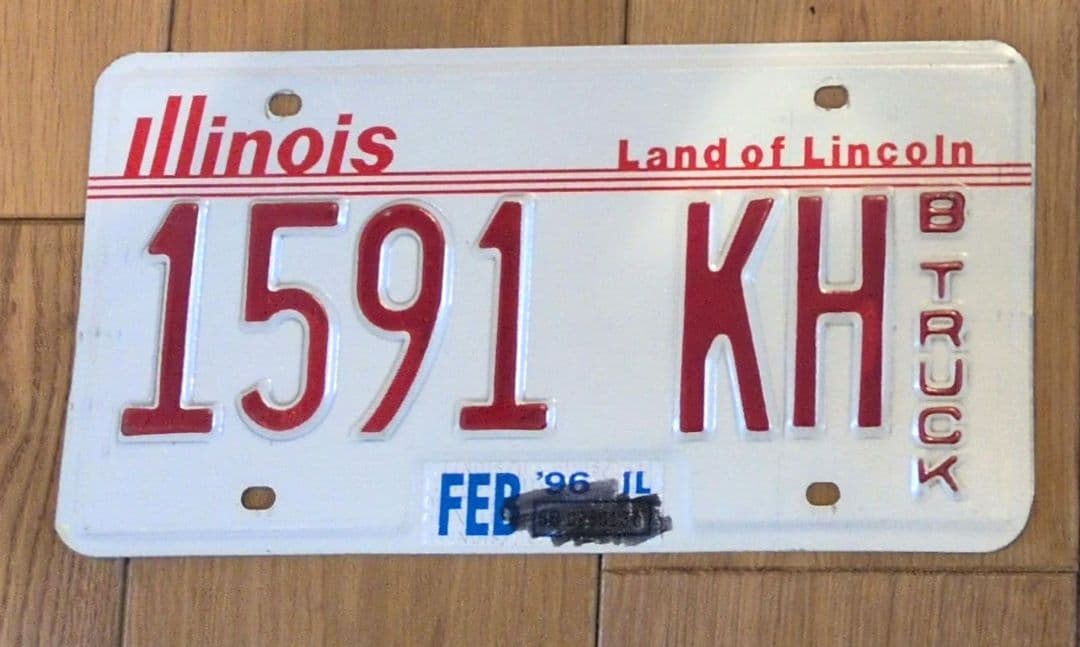 Illinois Land of Lincoln
1591 KH
B TRUCK
FEB '96 IL